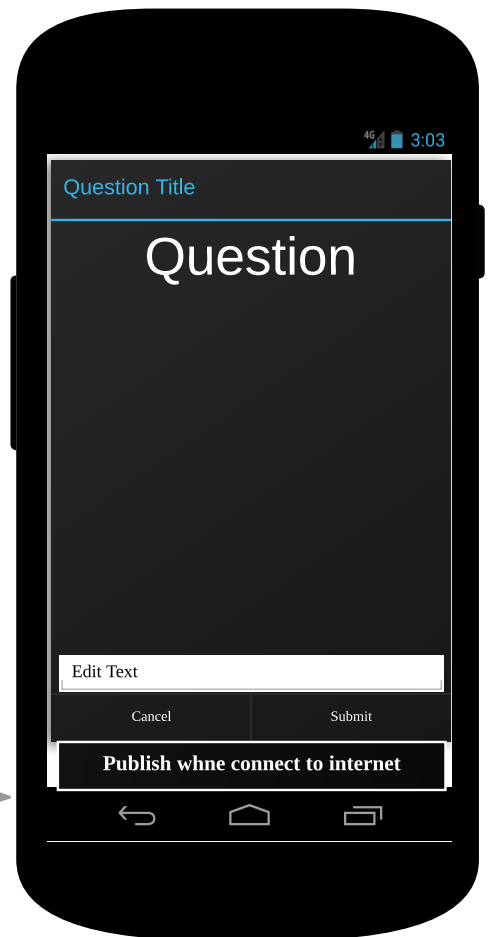 4G 3:03
Question Title
Question
Edit Text
Cancel Submit
Publish whne connect to internet